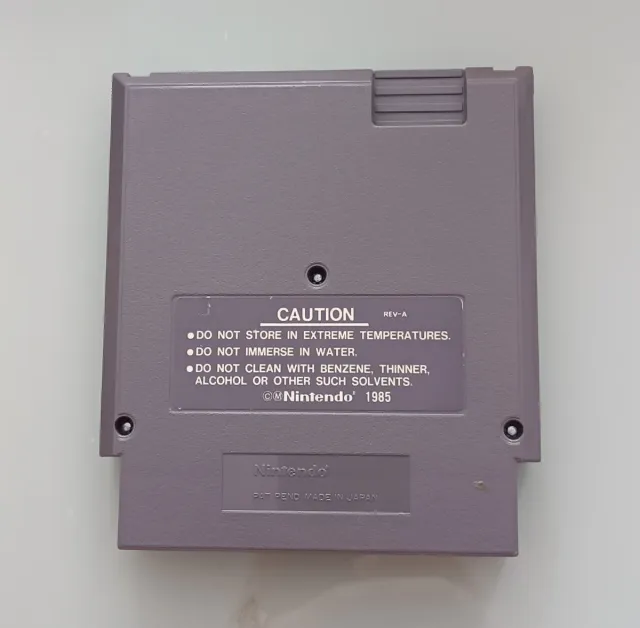 CAUTION REV-A
●DO NOT STORE IN EXTREME TEMPERATURES.
●DO NOT IMMERSE IN WATER.
●DO NOT CLEAN WITH BENZENE, THINNER,
ALCOHOL OR OTHER SUCH SOLVENTS.
©ⓂNintendo® 1985
Nintendo®
PAT. PEND. MADE IN JAPAN